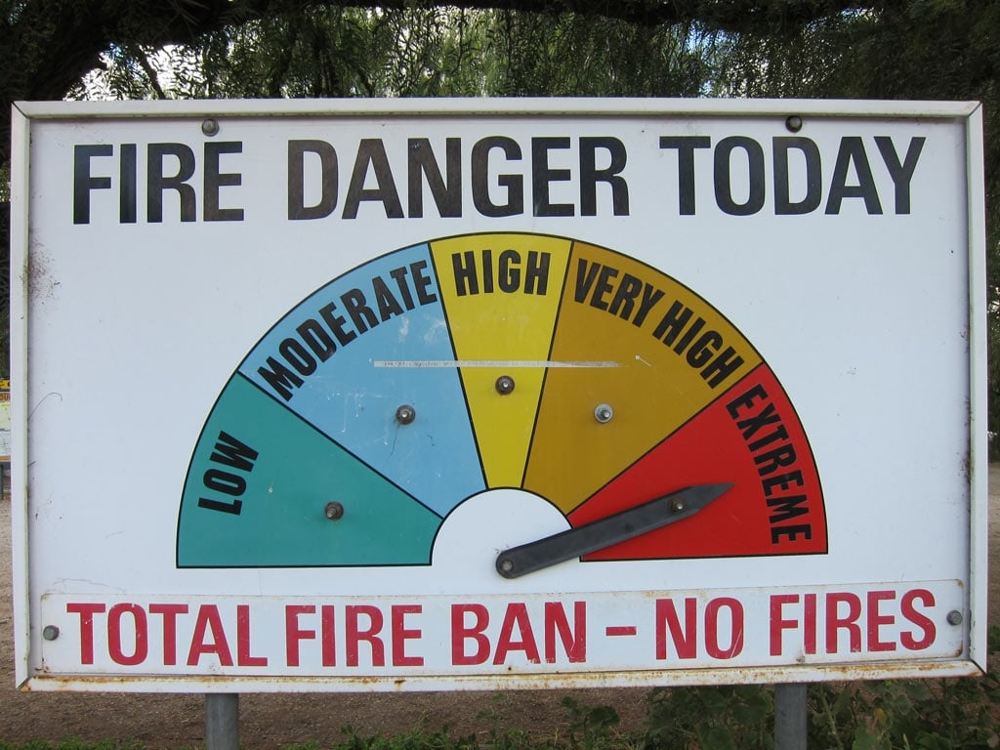 FIRE DANGER TODAY
LOW
MODERATE
HIGH
VERY HIGH
EXTREME
TOTAL FIRE BAN - NO FIRES